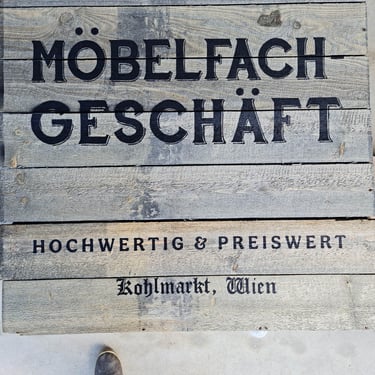 MÖBELFACH-
GESCHÄFT
HOCHWERTIG & PREISWERT
Kohlmarkt, Wien